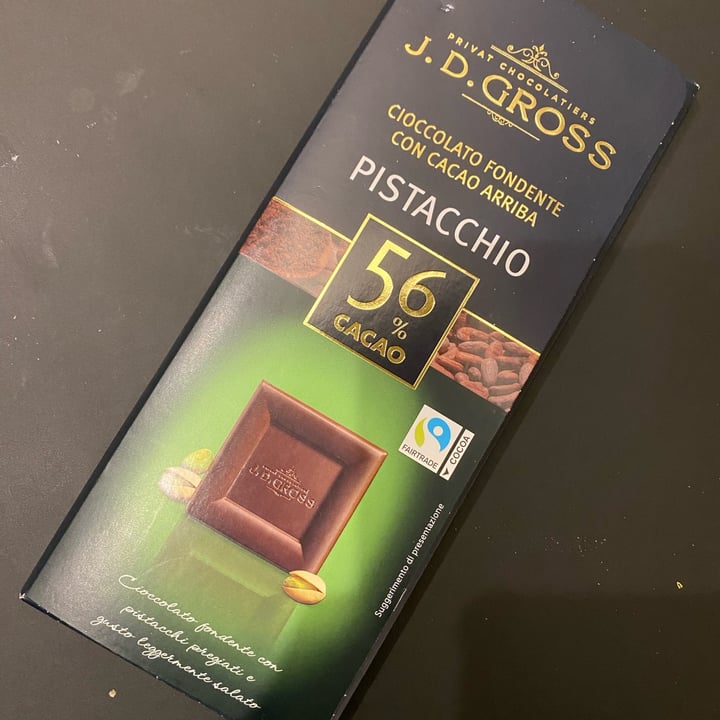 PRIVAT CHOCOLATIERS
J. D. GROSS
CIOCCOLATO FONDENTE
CON CACAO ARRIBA
PISTACCHIO
56
%
CACAO
FAIRTRADE
COCOA
J. D. GROSS
Suggerimento di presentazione
Cioccolato fondente con
pistacchi pregiati e
gusto leggermente salato